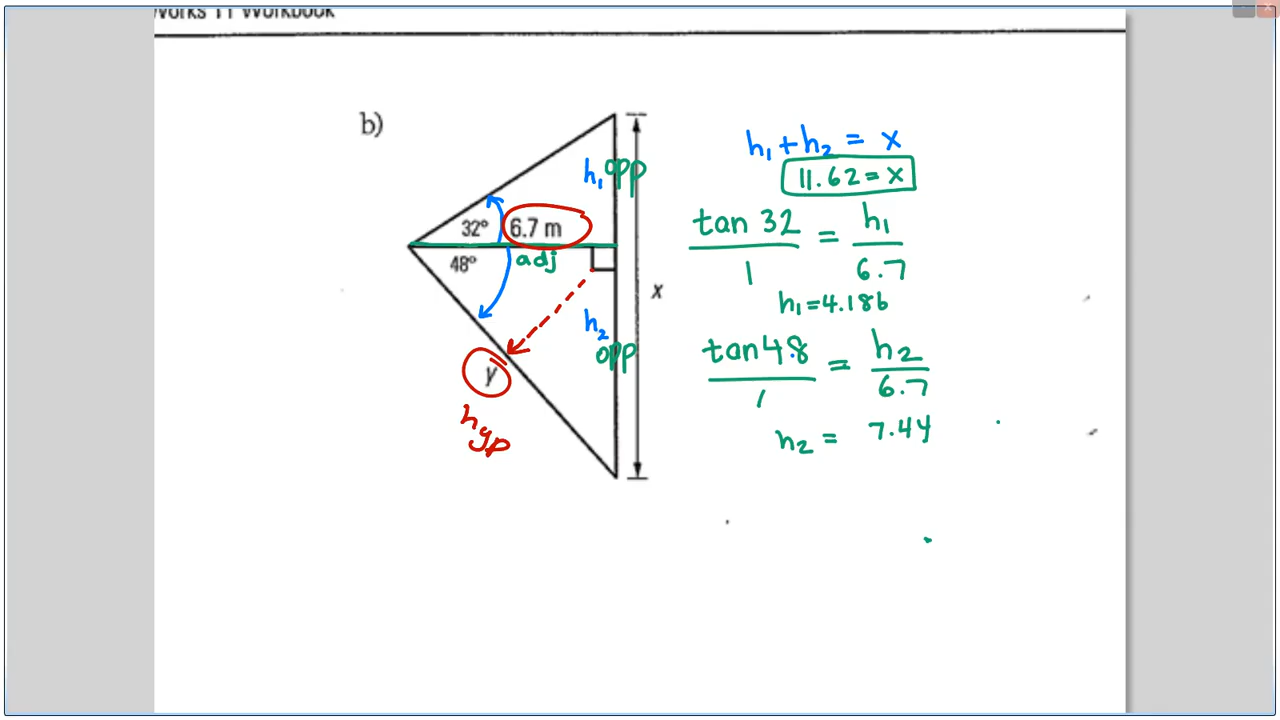 Works 11 Workbook
b)
h₁ + h₂ = x
11.62 = x
h₁ opp
tan 32 / 1 = h₁ / 6.7
32° 6.7 m
adj
48°
x
h₁ = 4.186
h₂
opp
tan 48 / 1 = h₂ / 6.7
y
hyp
h₂ = 7.44